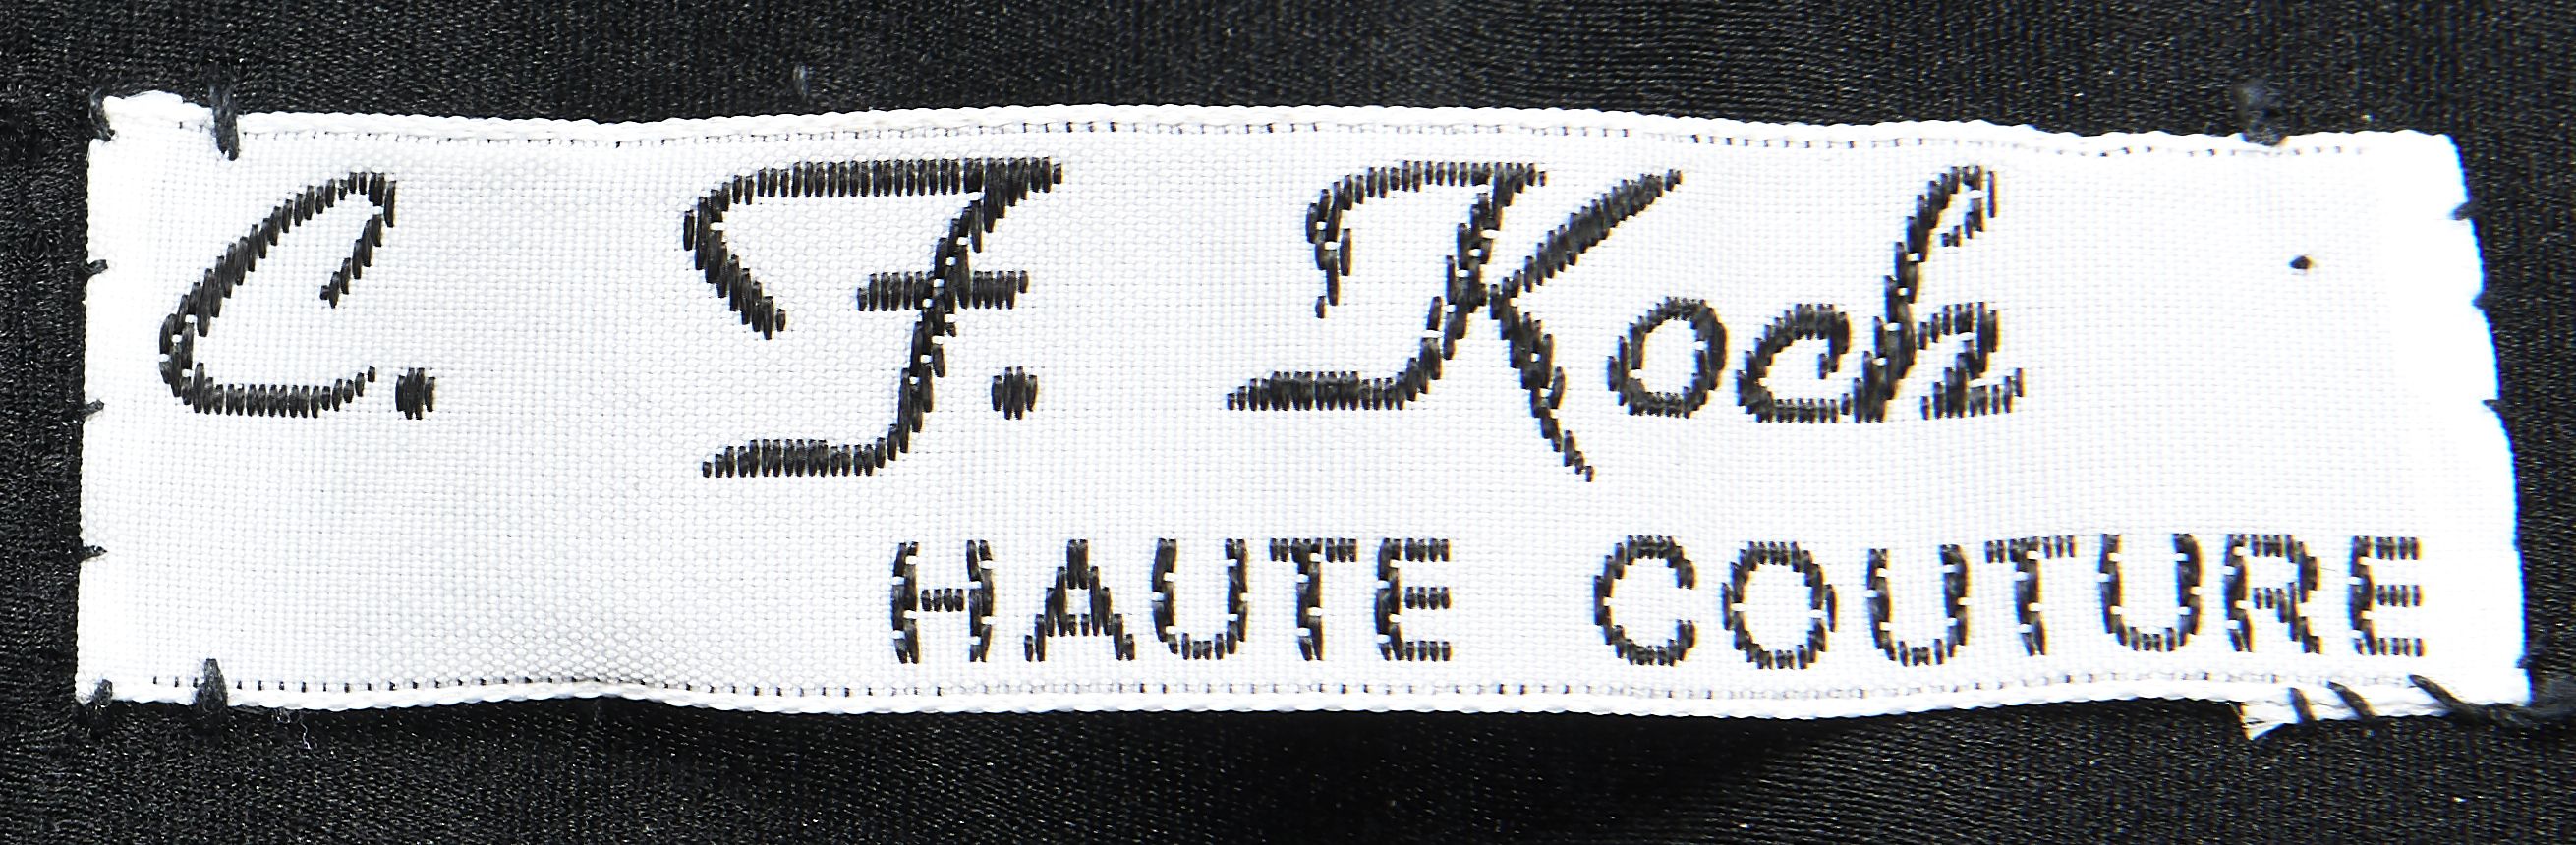 C. F. Koch
HAUTE COUTURE